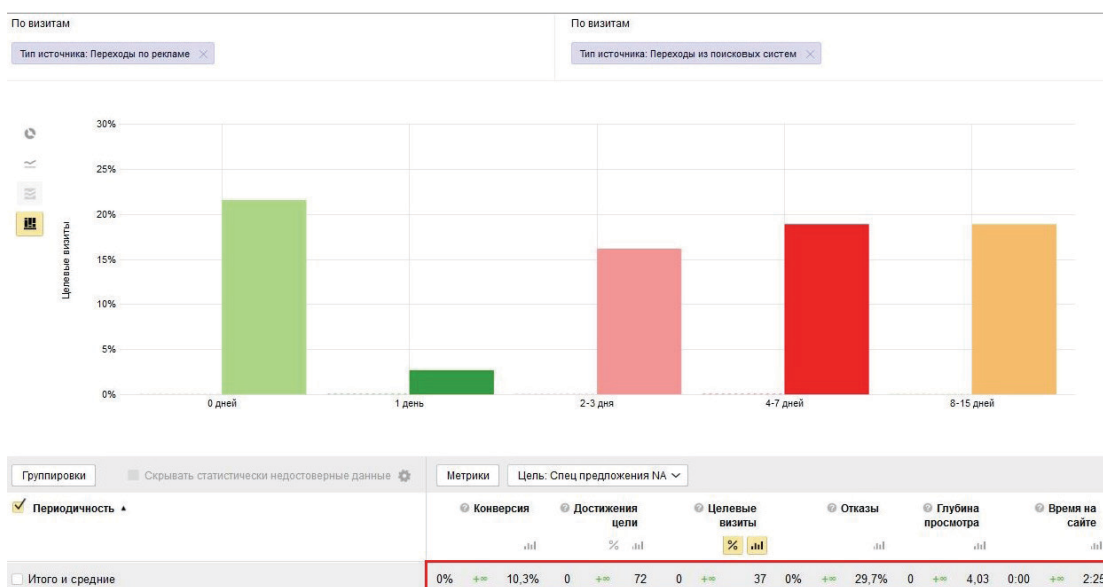 По визитам
По визитам
Тип источника: Переходы по рекламе
Тип источника: Переходы из поисковых систем
30%
25%
20%
15%
10%
5%
0%
Целевые визиты
0 дней 1 день 2-3 дня 4-7 дней 8-15 дней
Группировки Скрывать статистически недостоверные данные Метрики Цель: Спец предложения NA
Периодичность Конверсия Достижения цели Целевые визиты Отказы Глубина просмотра Время на сайте
% %
Итого и средние 0% +∞ 10,3% 0 +∞ 72 0 +∞ 37 0% +∞ 29,7% 0 +∞ 4,03 0:00 +∞